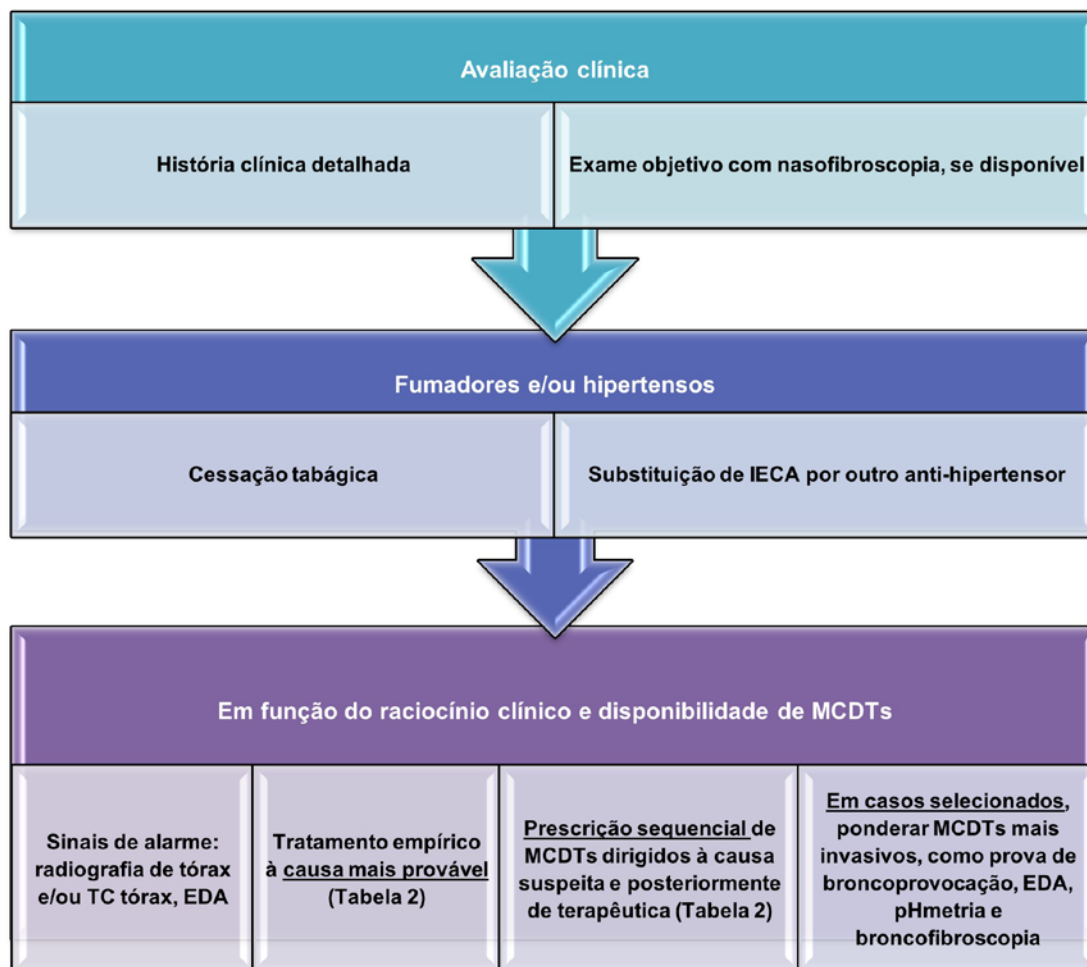 Avaliação clínica
História clínica detalhada
Exame objetivo com nasofibroscopia, se disponível
Fumadores e/ou hipertensos
Cessação tabágica
Substituição de IECA por outro anti-hipertensor
Em função do raciocínio clínico e disponibilidade de MCDTs
Sinais de alarme:
radiografia de tórax
e/ou TC tórax, EDA
Tratamento empírico
à causa mais provável
(Tabela 2)
Prescrição sequencial de
MCDTs dirigidos à causa
suspeita e posteriormente
de terapêutica (Tabela 2)
Em casos selecionados,
ponderar MCDTs mais
invasivos, como prova de
broncoprovocação, EDA,
pHmetria e
broncofibroscopia